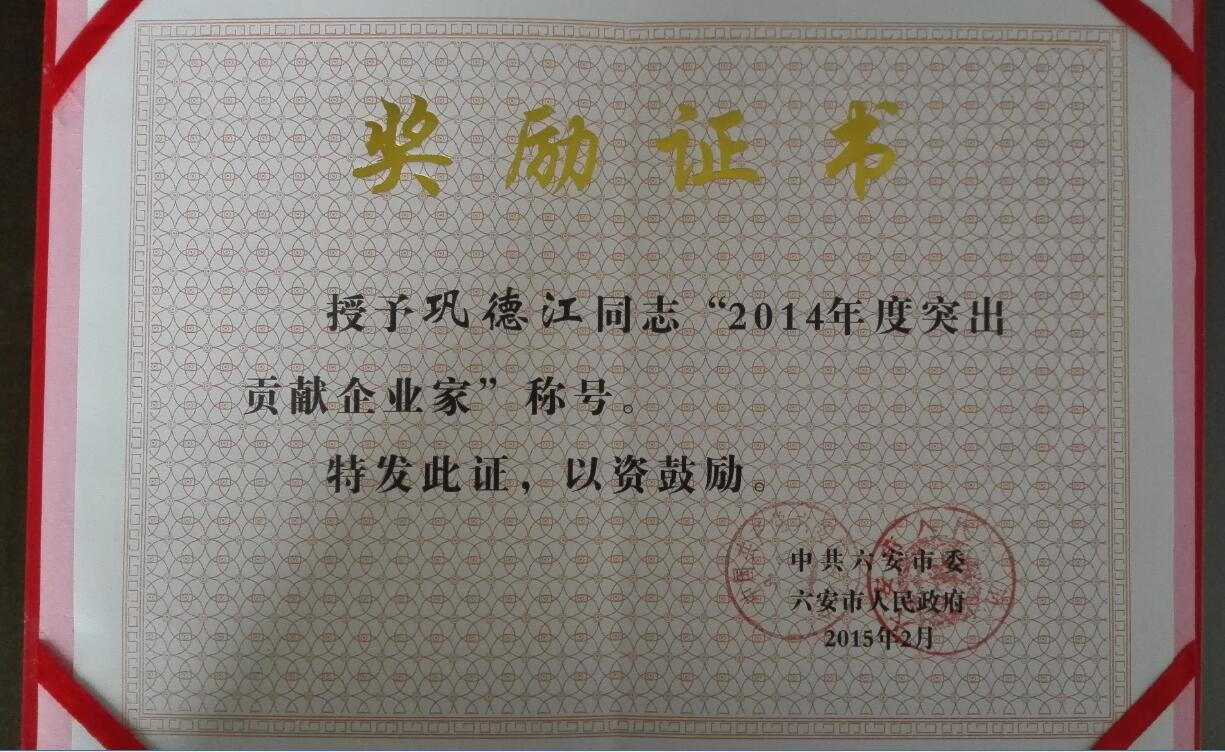 奖励证书
授予巩德江同志“2014年度突出
贡献企业家”称号。
特发此证，以资鼓励。
中共六安市委
六安市人民政府
2015年2月